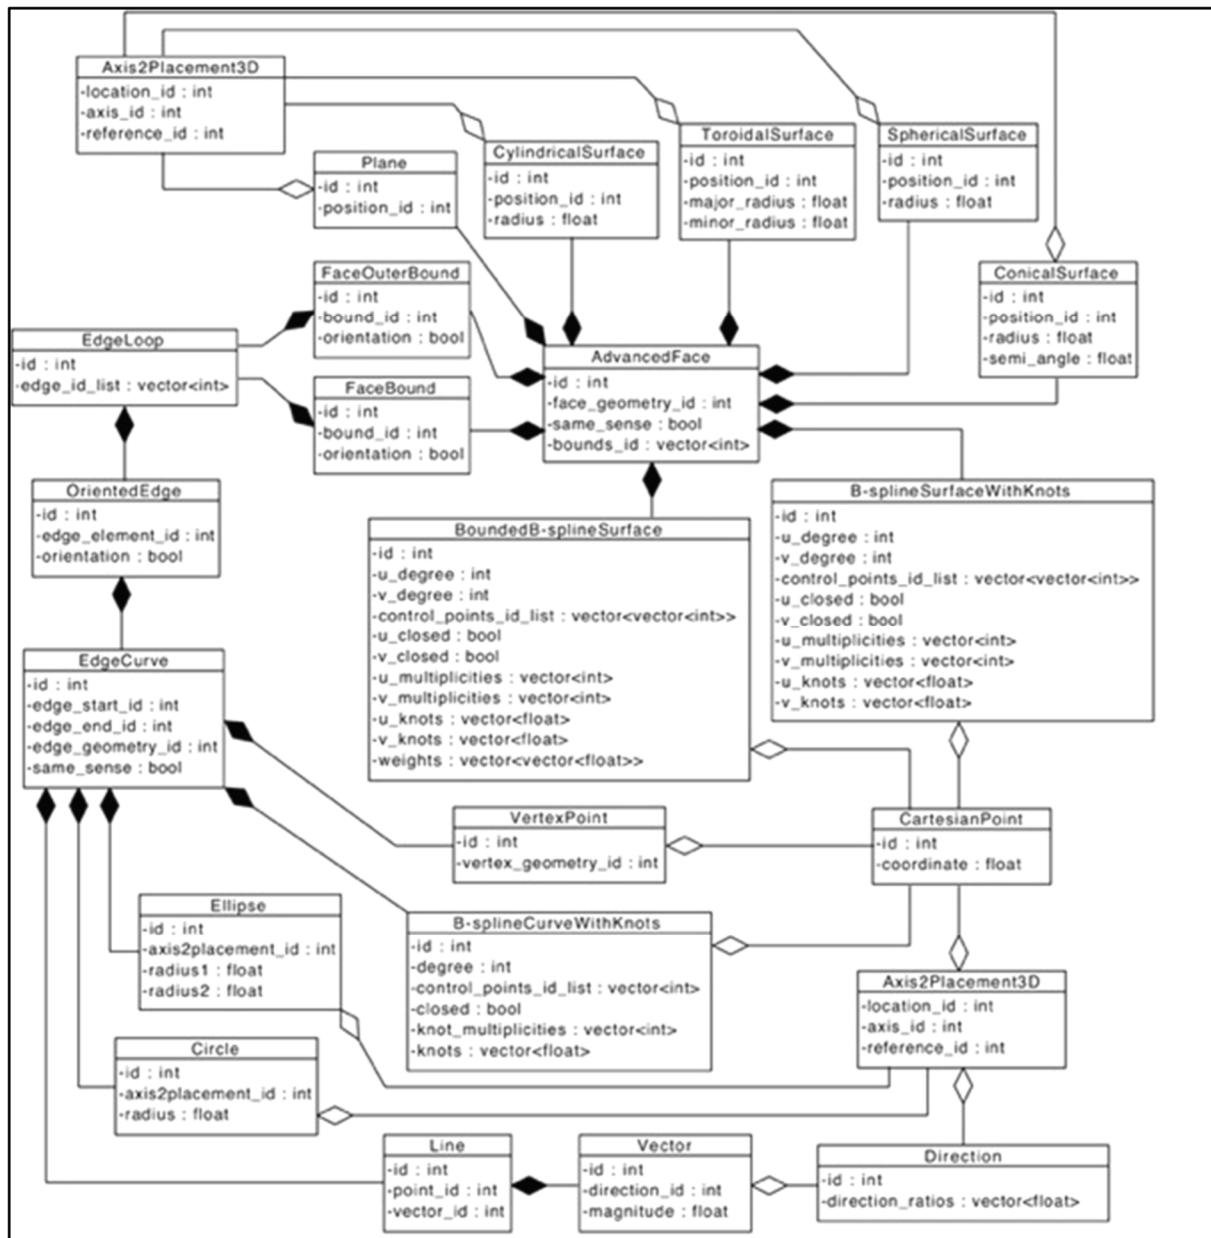 Axis2Placement3D
-location_id : int
-axis_id : int
-reference_id : int
Plane
-id : int
-position_id : int
CylindricalSurface
-id : int
-position_id : int
-radius : float
ToroidalSurface
-id : int
-position_id : int
-major_radius : float
-minor_radius : float
SphericalSurface
-id : int
-position_id : int
-radius : float
ConicalSurface
-id : int
-position_id : int
-radius : float
-semi_angle : float
FaceOuterBound
-id : int
-bound_id : int
-orientation : bool
EdgeLoop
-id : int
-edge_id_list : vector<int>
FaceBound
-id : int
-bound_id : int
-orientation : bool
AdvancedFace
-id : int
-face_geometry_id : int
-same_sense : bool
-bounds_id : vector<int>
OrientedEdge
-id : int
-edge_element_id : int
-orientation : bool
BoundedB-splineSurface
-id : int
-u_degree : int
-v_degree : int
-control_points_id_list : vector<vector<int>>
-u_closed : bool
-v_closed : bool
-u_multiplicities : vector<int>
-v_multiplicities : vector<int>
-u_knots : vector<float>
-v_knots : vector<float>
-weights : vector<vector<float>>
B-splineSurfaceWithKnots
-id : int
-u_degree : int
-v_degree : int
-control_points_id_list : vector<vector<int>>
-u_closed : bool
-v_closed : bool
-u_multiplicities : vector<int>
-v_multiplicities : vector<int>
-u_knots : vector<float>
-v_knots : vector<float>
EdgeCurve
-id : int
-edge_start_id : int
-edge_end_id : int
-edge_geometry_id : int
-same_sense : bool
VertexPoint
-id : int
-vertex_geometry_id : int
CartesianPoint
-id : int
-coordinate : float
Ellipse
-id : int
-axis2placement_id : int
-radius1 : float
-radius2 : float
B-splineCurveWithKnots
-id : int
-degree : int
-control_points_id_list : vector<int>
-closed : bool
-knot_multiplicities : vector<int>
-knots : vector<float>
Axis2Placement3D
-location_id : int
-axis_id : int
-reference_id : int
Circle
-id : int
-axis2placement_id : int
-radius : float
Line
-id : int
-point_id : int
-vector_id : int
Vector
-id : int
-direction_id : int
-magnitude : float
Direction
-id : int
-direction_ratios : vector<float>